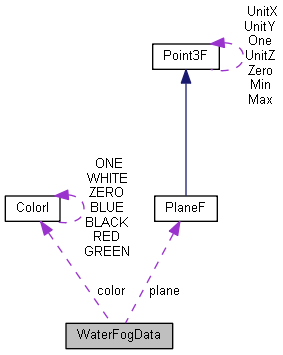 UnitX
UnitY
One
UnitZ
Zero
Min
Max
Point3F
ONE
WHITE
ZERO
BLUE
BLACK
RED
GREEN
ColorI
PlaneF
color
plane
WaterFogData